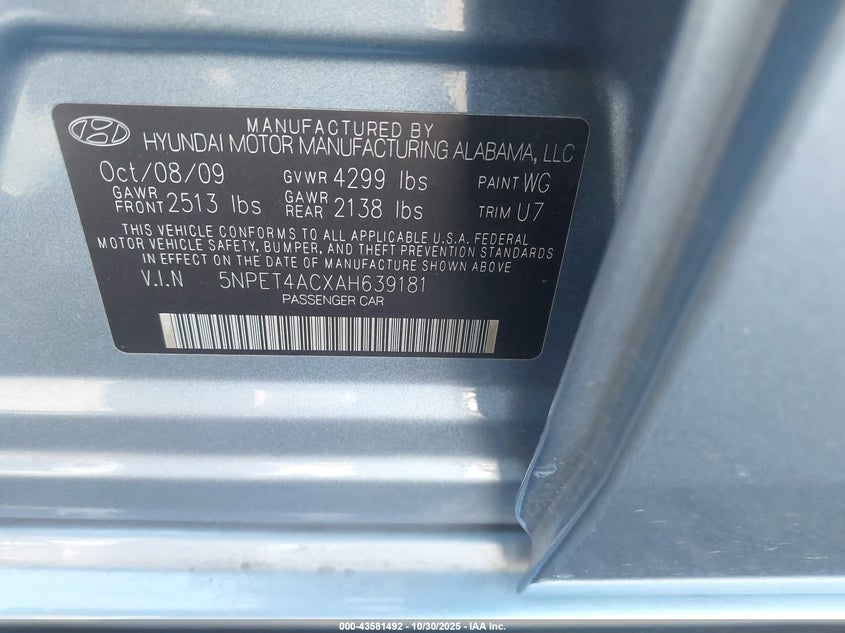 MANUFACTURED BY
HYUNDAI MOTOR MANUFACTURING ALABAMA, LLC
Oct/08/09 GVWR 4299 lbs PAINT WG
GAWR FRONT 2513 lbs GAWR REAR 2138 lbs TRIM U7
THIS VEHICLE CONFORMS TO ALL APPLICABLE U.S.A. FEDERAL
MOTOR VEHICLE SAFETY, BUMPER, AND THEFT PREVENTION STANDARDS
IN EFFECT ON THE DATE OF MANUFACTURE SHOWN ABOVE
V.I.N 5NPET4ACXAH639181
PASSENGER CAR
000-43581492 - 10/30/2025 - IAA Inc.